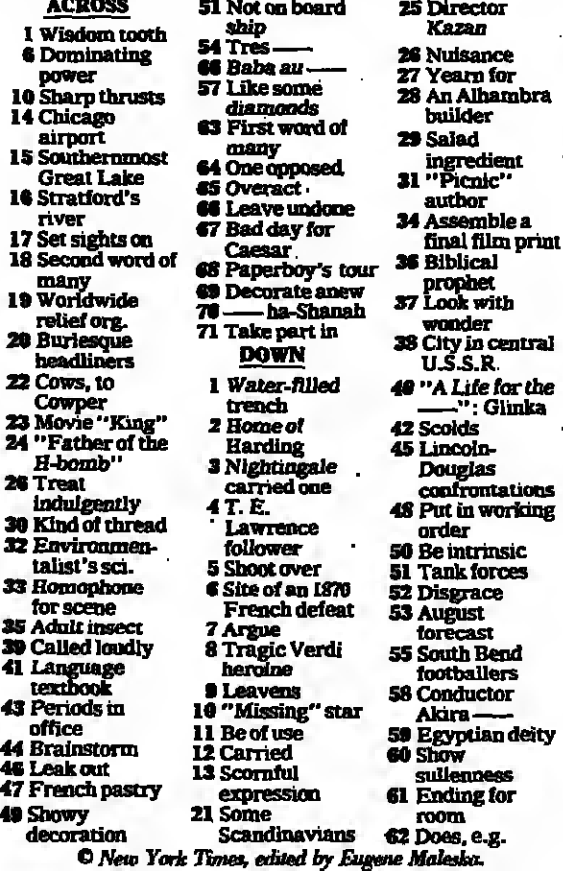 ACROSS
1 Wisdom tooth
6 Dominating
power
10 Sharp thrusts
14 Chicago
airport
15 Southernmost
Great Lake
16 Stratford's
river
17 Set sights on
18 Second word of
many
19 Worldwide
relief org.
20 Burlesque
headliners
22 Cows, to
Cowper
23 Movie "King"
24 "Father of the
H-bomb"
26 Treat
indulgently
30 Kind of thread
32 Environmen-
talist's sci.
33 Homophone
for scene
35 Adult insect
39 Called loudly
41 Language
textbook
43 Periods in
office
44 Brainstorm
46 Leak out
47 French pastry
49 Showy
decoration
51 Not on board
ship
54 Tres —
66 Baba au —
57 Like some
diamonds
63 First word of
many
64 One opposed
65 Overact
66 Leave undone
67 Bad day for
Caesar
68 Paperboy's tour
69 Decorate anew
70 — ha-Shanah
71 Take part in
DOWN
1 Water-filled
trench
2 Home of
Harding
3 Nightingale
carried one
4 T. E.
Lawrence
follower
5 Shoot over
6 Site of an 1870
French defeat
7 Argue
8 Tragic Verdi
heroine
9 Leavens
10 "Missing" star
11 Be of use
12 Carried
13 Scornful
expression
21 Some
Scandinavians
25 Director
Kazan
26 Nuisance
27 Yearn for
28 An Alhambra
builder
29 Salad
ingredient
31 "Picnic"
author
34 Assemble a
final film print
36 Biblical
prophet
37 Look with
wonder
38 City in central
U.S.S.R.
40 "A Life for the
—": Glinka
42 Scolds
45 Lincoln-
Douglas
confrontations
48 Put in working
order
50 Be intrinsic
51 Tank forces
52 Disgrace
53 August
forecast
55 South Bend
footballers
58 Conductor
Akira —
59 Egyptian deity
60 Show
sullenness
61 Ending for
room
62 Does, e.g.
© New York Times, edited by Eugene Maleska.